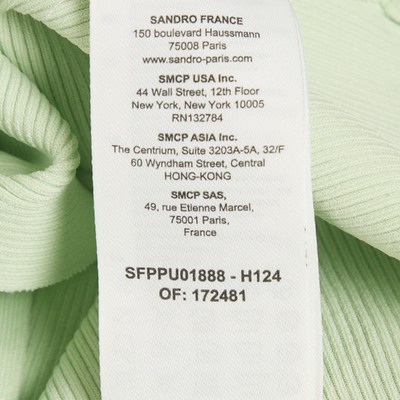 SANDRO FRANCE
150 boulevard Haussmann
75008 Paris
www.sandro-paris.com
SMCP USA Inc.
44 Wall Street, 12th Floor
New York, New York 10005
RN132784
SMCP ASIA Inc.
The Centrium, Suite 3203A-5A, 32/F
60 Wyndham Street, Central
HONG-KONG
SMCP SAS,
49, rue Etienne Marcel,
75001 Paris,
France
SFPPU01888 - H124
OF: 172481